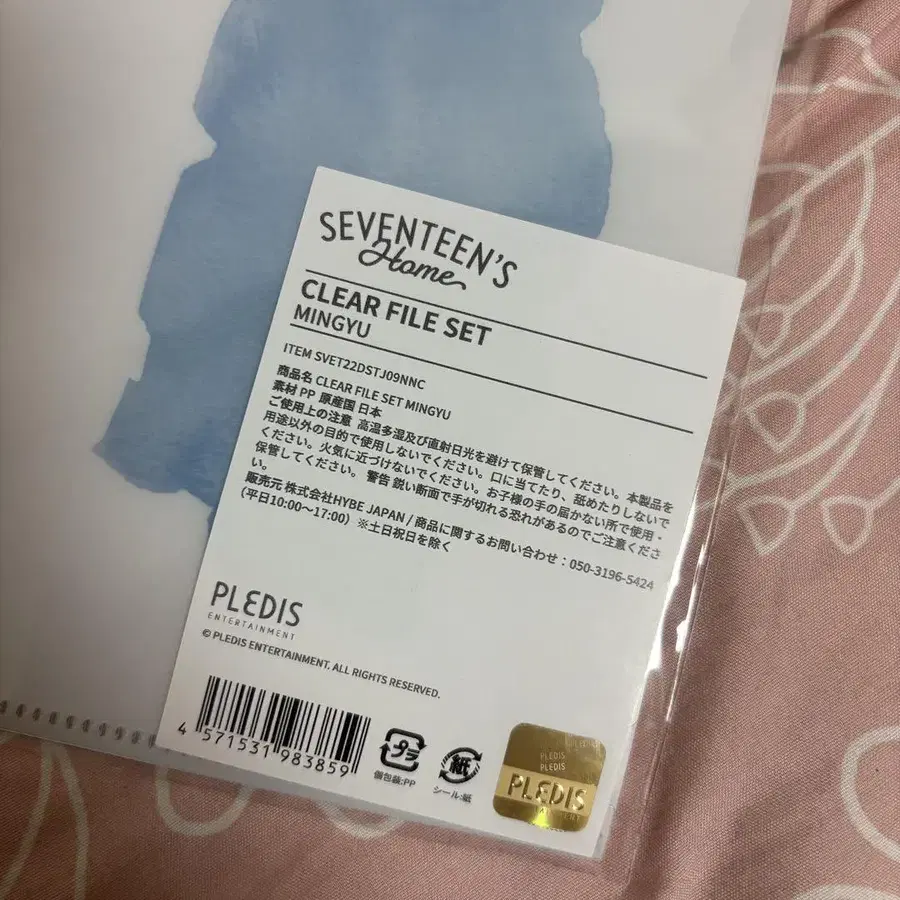 SEVENTEEN'S
Home
CLEAR FILE SET
MINGYU
ITEM SVET22DSTJ09NNC
商品名 CLEAR FILE SET MINGYU
素材 PP 原産国 日本
ご使用上の注意 高温多湿及び直射日光を避けて保管してください。本製品を
用途以外の目的で使用しないでください。口に当てたり、舐めたりしないで
ください。火気に近づけないでください。お子様の手の届かない所で使用・
保管してください。 警告 鋭い断面で手が切れる恐れがあるのでご注意くださ
い。
販売元 株式会社HYBE JAPAN / 商品に関するお問い合わせ：050-3196-5424
（平日10:00～17:00）※土日祝日を除く
PLEDIS
ENTERTAINMENT
© PLEDIS ENTERTAINMENT. ALL RIGHTS RESERVED.
4 571531 983859
プラ
個包装:PP
紙
シール:紙
PLEDIS
PLEDIS
PLEDIS